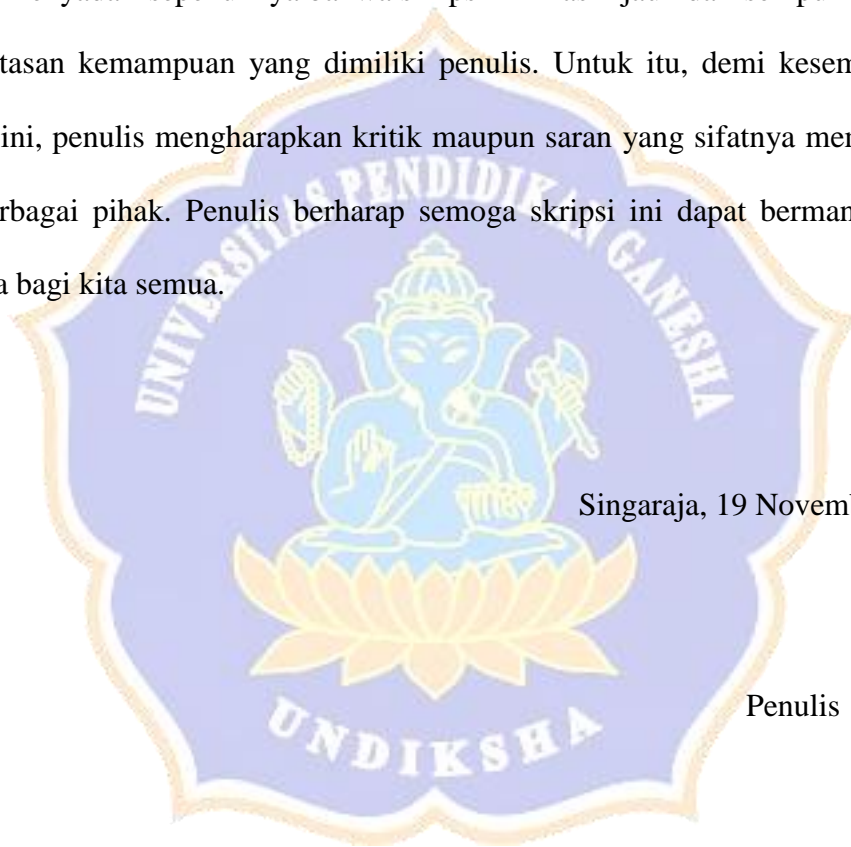 tasan kemampuan yang dimiliki penulis. Untuk itu, demi kesem
ini, penulis mengharapkan kritik maupun saran yang sifatnya men
rbagai pihak. Penulis berharap semoga skripsi ini dapat berman
a bagi kita semua.
UNIVERSITAS PENDIDIKAN GANESHA
Singaraja, 19 Novem
Penulis
UNDIKSHA